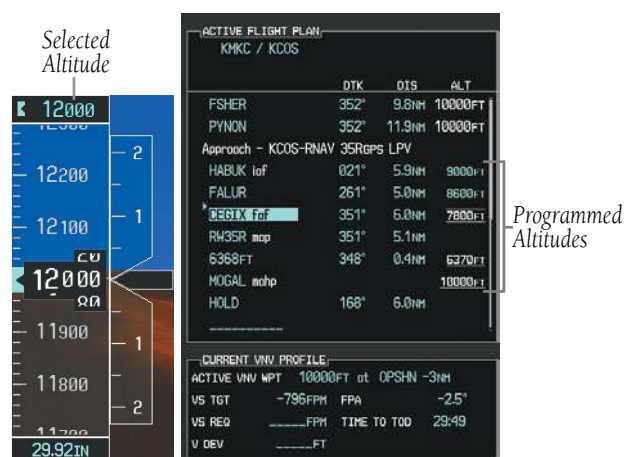 Selected
Altitude
12000
12200
12100
12000
20
80
11900
11800
29.92IN
2
1
1
2
ACTIVE FLIGHT PLAN
KMKC / KCOS
DTK DIS ALT
FSHER 352° 9.8NM 10000FT
PYNON 352° 11.9NM 10000FT
Approach – KCOS-RNAV 35RGPS LPV
HABUK iaf 021° 5.9NM 9000FT
FALUR 261° 5.0NM 8600FT
CEGIX faf 351° 6.0NM 7800FT
RW35R map 351° 5.1NM
6368FT 348° 0.4NM 6370FT
MOGAL mahp 10000FT
HOLD 168° 6.0NM
__________
Programmed
Altitudes
CURRENT VNV PROFILE
ACTIVE VNV WPT 10000FT at OPSHN -3NM
VS TGT -796FPM FPA -2.5°
VS REQ _____FPM TIME TO TOD 29:49
V DEV _____FT